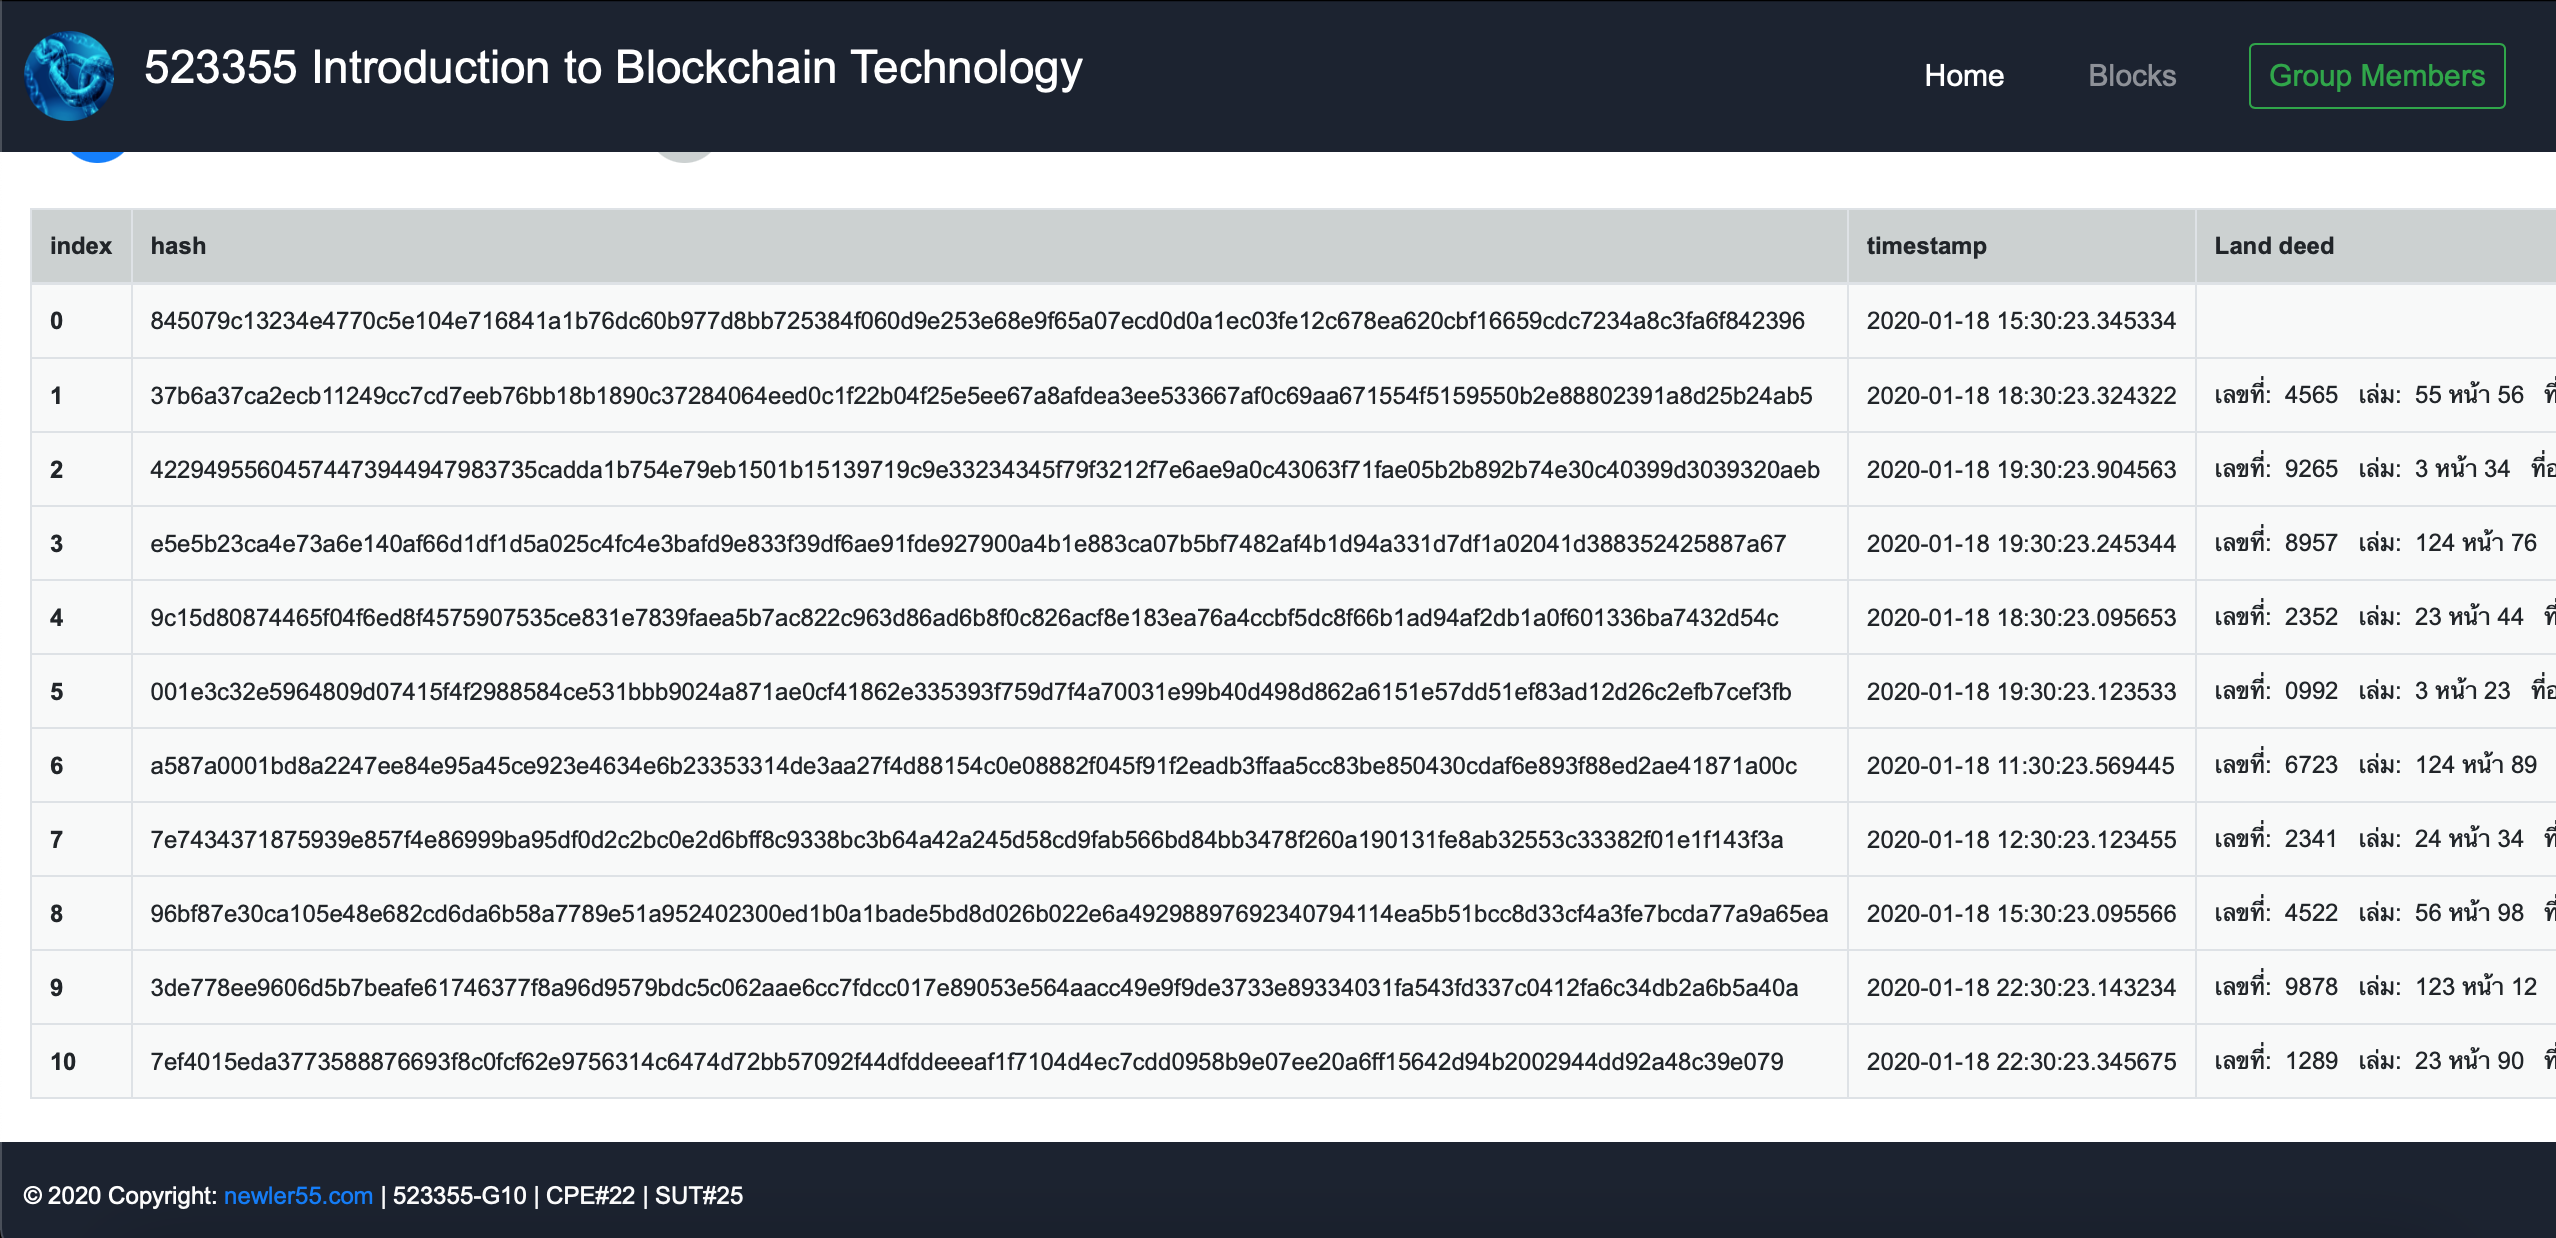 523355 Introduction to Blockchain Technology Home Blocks Group Members
index hash timestamp Land deed
0 845079c13234e4770c5e104e716841a1b76dc60b977d8bb725384f060d9e253e68e9f65a07ecd0d0a1ec03fe12c678ea620cbf16659cdc7234a8c3fa6f842396 2020-01-18 15:30:23.345334
1 37b6a37ca2ecb11249cc7cd7eeb76bb18b1890c37284064eed0c1f22b04f25e5ee67a8afdea3ee533667af0c69aa671554f5159550b2e88802391a8d25b24ab5 2020-01-18 18:30:23.324322 เลขที่: 4565 เล่ม: 55 หน้า 56
2 4229495560457447394494798​3735cadda1b754e79eb1501b15139719c9e33234345f79f3212f7e6ae9a0c43063f71fae05b2b892b74e30c40399d3039320aeb 2020-01-18 19:30:23.904563 เลขที่: 9265 เล่ม: 3 หน้า 34
3 e5e5b23ca4e73a6e140af66d1df1d5a025c4fc4e3bafd9e833f39df6ae91fde927900a4b1e883ca07b5bf7482af4b1d94a331d7df1a02041d388352425887a67 2020-01-18 19:30:23.245344 เลขที่: 8957 เล่ม: 124 หน้า 76
4 9c15d80874465f04f6ed8f4575907535ce831e7839faea5b7ac822c963d86ad6b8f0c826acf8e183ea76a4ccbf5dc8f66b1ad94af2db1a0f601336ba7432d54c 2020-01-18 18:30:23.095653 เลขที่: 2352 เล่ม: 23 หน้า 44
5 001e3c32e5964809d07415f4f2988584ce531bbb9024a871ae0cf41862e335393f759d7f4a70031e99b40d498d862a6151e57dd51ef83ad12d26c2efb7cef3fb 2020-01-18 19:30:23.123533 เลขที่: 0992 เล่ม: 3 หน้า 23
6 a587a0001bd8a2247ee84e95a45ce923e4634e6b23353314de3aa27f4d88154c0e08882f045f91f2eadb3ffaa5cc83be850430cdaf6e893f88ed2ae41871a00c 2020-01-18 11:30:23.569445 เลขที่: 6723 เล่ม: 124 หน้า 89
7 7e7434371875939e857f4e86999ba95df0d2c2bc0e2d6bff8c9338bc3b64a42a245d58cd9fab566bd84bb3478f260a190131fe8ab32553c33382f01e1f143f3a 2020-01-18 12:30:23.123455 เลขที่: 2341 เล่ม: 24 หน้า 34
8 96bf87e30ca105e48e682cd6da6b58a7789e51a952402300ed1b0a1bade5bd8d026b022e6a49298897692340794114ea5b51bcc8d33cf4a3fe7bcda77a9a65ea 2020-01-18 15:30:23.095566 เลขที่: 4522 เล่ม: 56 หน้า 98
9 3de778ee9606d5b7beafe61746377f8a96d9579bdc5c062aae6cc7fdcc017e89053e564aacc49e9f9de3733e89334031fa543fd337c0412fa6c34db2a6b5a40a 2020-01-18 22:30:23.143234 เลขที่: 9878 เล่ม: 123 หน้า 12
10 7ef4015eda3773588876693f8c0fcf62e9756314c6474d72bb57092f44dfddeeeaf1f7104d4ec7cdd0958b9e07ee20a6ff15642d94b2002944dd92a48c39e079 2020-01-18 22:30:23.345675 เลขที่: 1289 เล่ม: 23 หน้า 90
© 2020 Copyright: newler55.com | 523355-G10 | CPE#22 | SUT#25